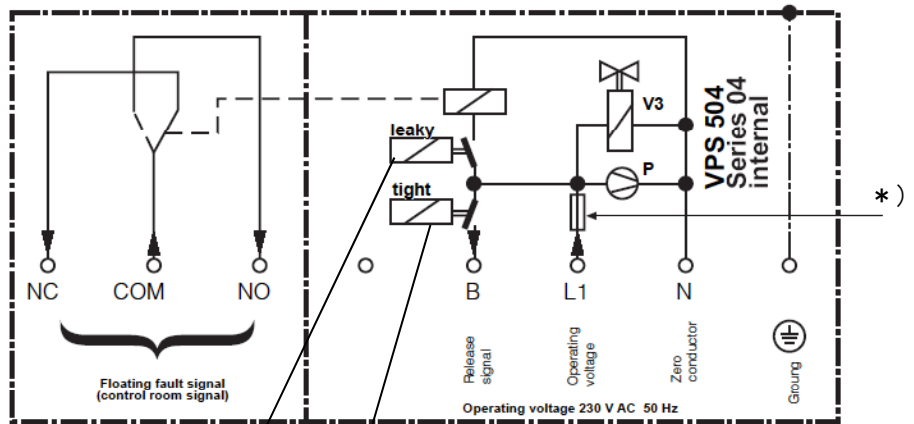 leaky
V3
P
tight
VPS 504
Series 04
internal
*)
NC
COM
NO
B
L1
N
Release
signal
Operating
voltage
Zero
conductor
Groung
Floating fault signal
(control room signal)
Operating voltage 230 V AC 50 Hz